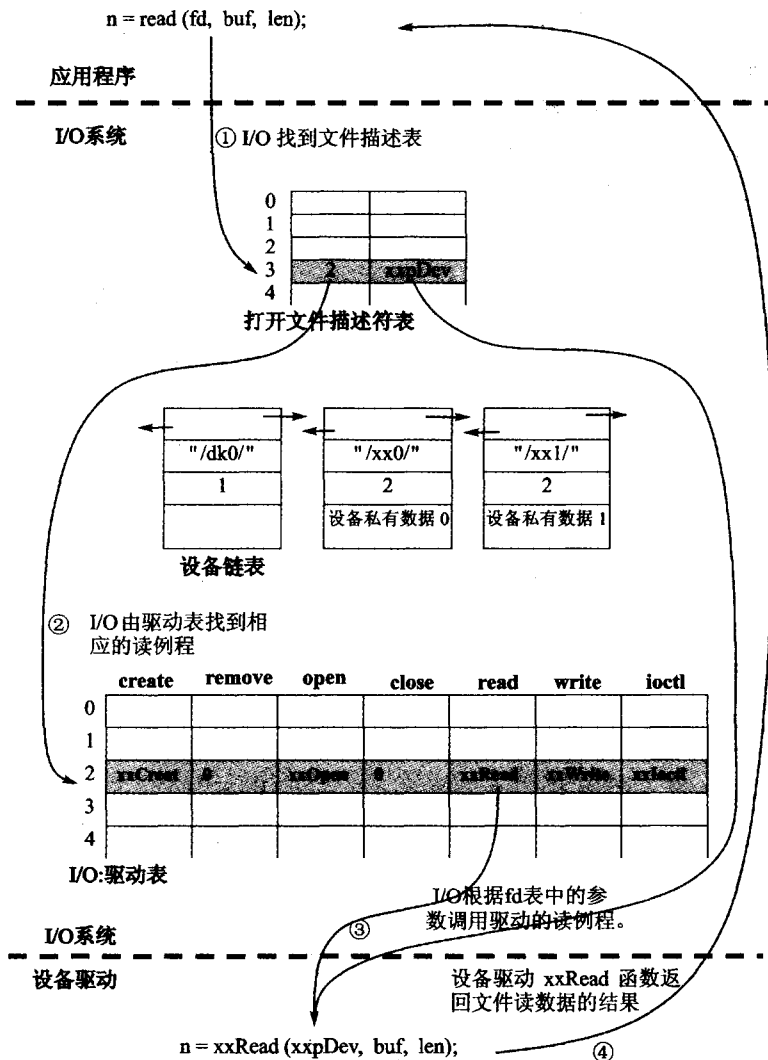 n = read (fd, buf, len);
应用程序
I/O系统
① I/O 找到文件描述表
0
1
2
3 2 xxpDev
4
打开文件描述符表
"/dk0/" "/xx0/" "/xx1/"
1 2 2
设备私有数据 0 设备私有数据 1
设备链表
② I/O 由驱动表找到相
应的读例程
create remove open close read write ioctl
0
1
2 xxCreat 0 xxOpen 0 xxRead xxWrite xxIoctl
3
4
I/O:驱动表
I/O根据fd表中的参
数调用驱动的读例程。
③
I/O系统
设备驱动
设备驱动 xxRead 函数返
回文件读数据的结果
n = xxRead (xxpDev, buf, len);
④